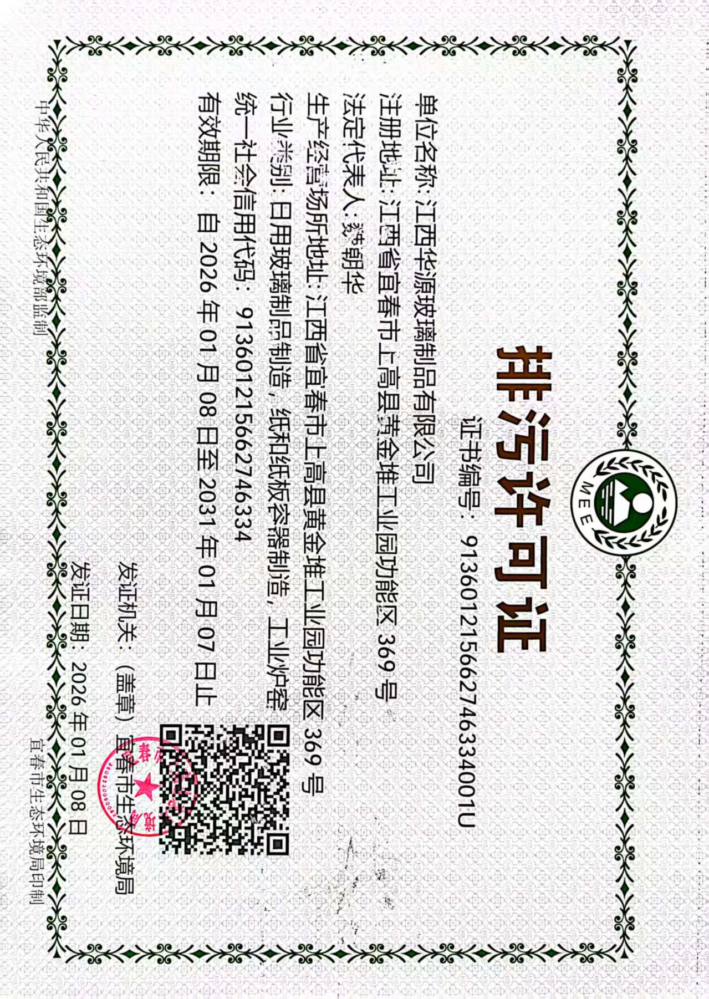 MEE
排污许可证
证书编号：913601215662746334001U
单位名称：江西华源玻璃制品有限公司
注册地址：江西省宜春市上高县黄金堆工业园功能区 369 号
法定代表人：魏朝华
生产经营场所地址：江西省宜春市上高县黄金堆工业园功能区 369 号
行业类别：日用玻璃制品制造，纸和纸板容器制造，工业炉窑
统一社会信用代码：913601215662746334
有效期限：自 2026 年 01 月 08 日至 2031 年 01 月 07 日止
发证机关：（盖章）宜春市生态环境局
发证日期：2026 年 01 月 08 日
中华人民共和国生态环境部监制
宜春市生态环境局印制